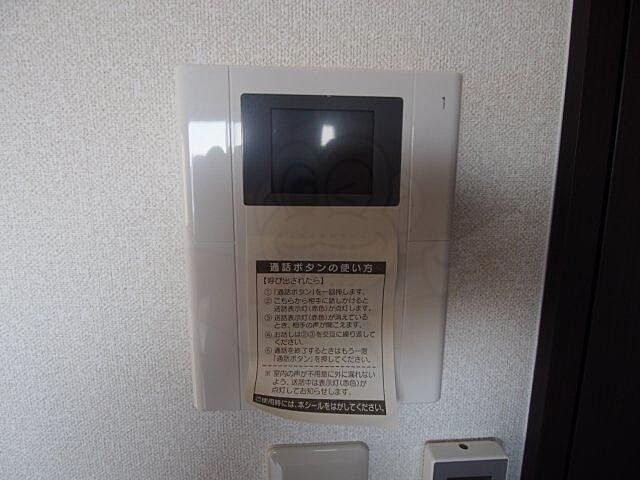 通話ボタンの使い方
【呼び出されたら】
①「通話ボタン」を一回押します。
②こちらから相手に話しかけると
送話表示灯(赤色)が点灯します。
③送話表示灯(赤色)が消えている
とき、相手の声が聞こえます。
④お話しは②③を交互に繰り返して
ください。
⑤通話を終了するときはもう一度
「通話ボタン」を押してください。
※室内の声が不用意に外に漏れない
よう、送話中は表示灯(赤色)が
点灯してお知らせします。
ご使用時には、本シールをはがしてください。